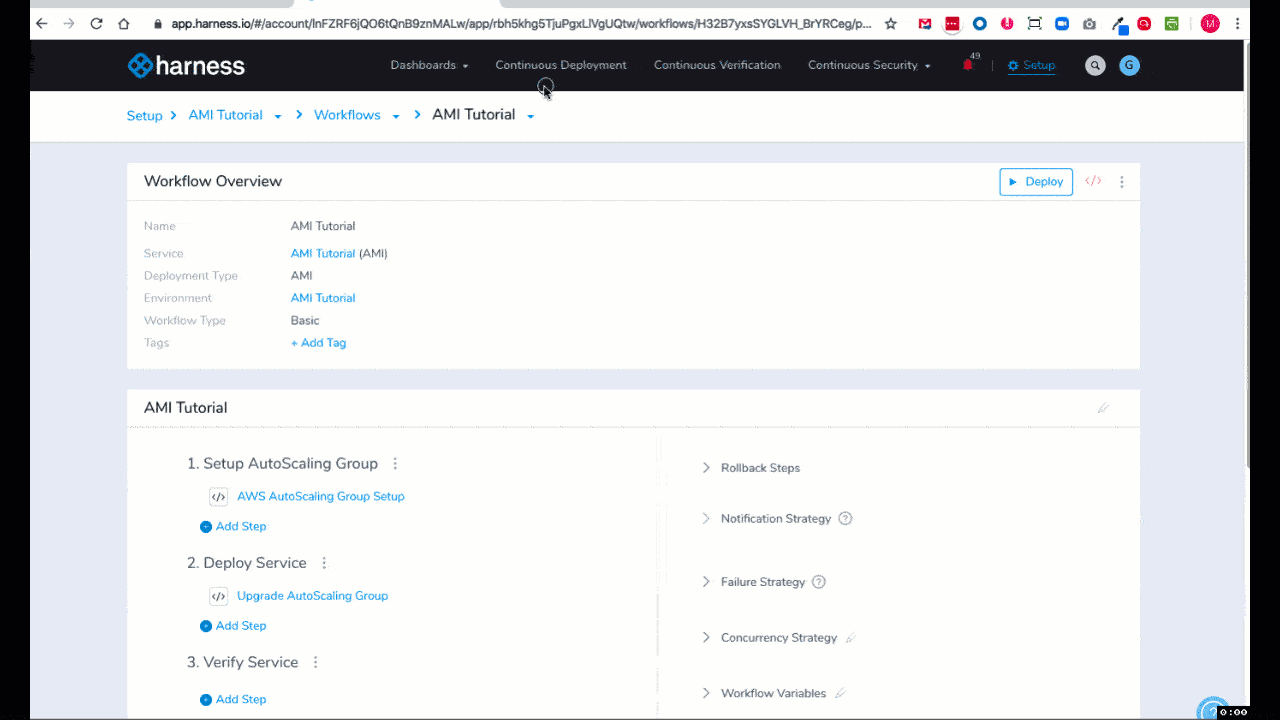 app.harness.io/#/account/lnFZRF6jQO6tQnB9znMALw/app/rbh5khg5TjuPgxLlVgUQtw/workflows/H32B7yxsSYGLVH_BrYRCeg/p...
M
harness
Dashboards
Continuous Deployment
Continuous Verification
Continuous Security
49
Setup
G
Setup > AMI Tutorial > Workflows > AMI Tutorial
Workflow Overview
Deploy
</>
Name AMI Tutorial
Service AMI Tutorial (AMI)
Deployment Type AMI
Environment AMI Tutorial
Workflow Type Basic
Tags + Add Tag
AMI Tutorial
1. Setup AutoScaling Group
</> AWS AutoScaling Group Setup
Add Step
2. Deploy Service
</> Upgrade AutoScaling Group
Add Step
3. Verify Service
Add Step
Rollback Steps
Notification Strategy ?
Failure Strategy ?
Concurrency Strategy
Workflow Variables
0:00